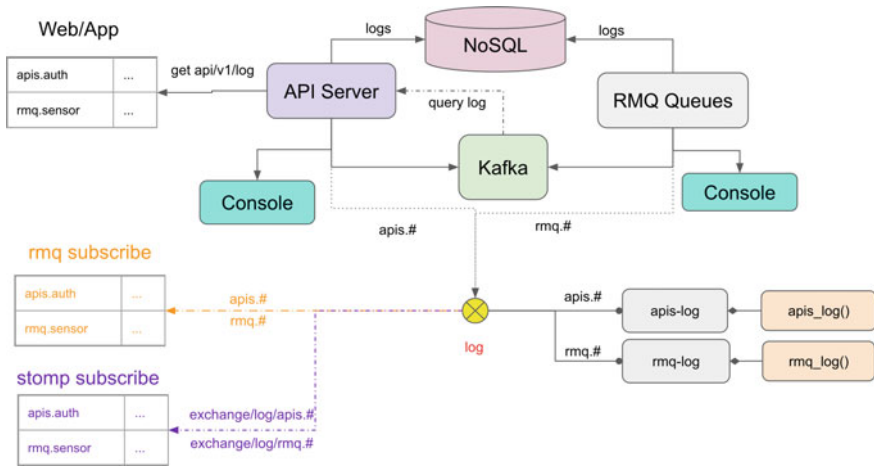 Web/App
logs
NoSQL
logs
apis.auth ...
get api/v1/log
API Server
RMQ Queues
rmq.sensor ...
query log
Kafka
Console
Console
apis.#
rmq.#
rmq subscribe
apis.auth ...
apis.#
apis.#
apis-log
apis_log()
rmq.sensor ...
rmq.#
log
rmq.#
rmq-log
rmq_log()
stomp subscribe
apis.auth ...
exchange/log/apis.#
rmq.sensor ...
exchange/log/rmq.#